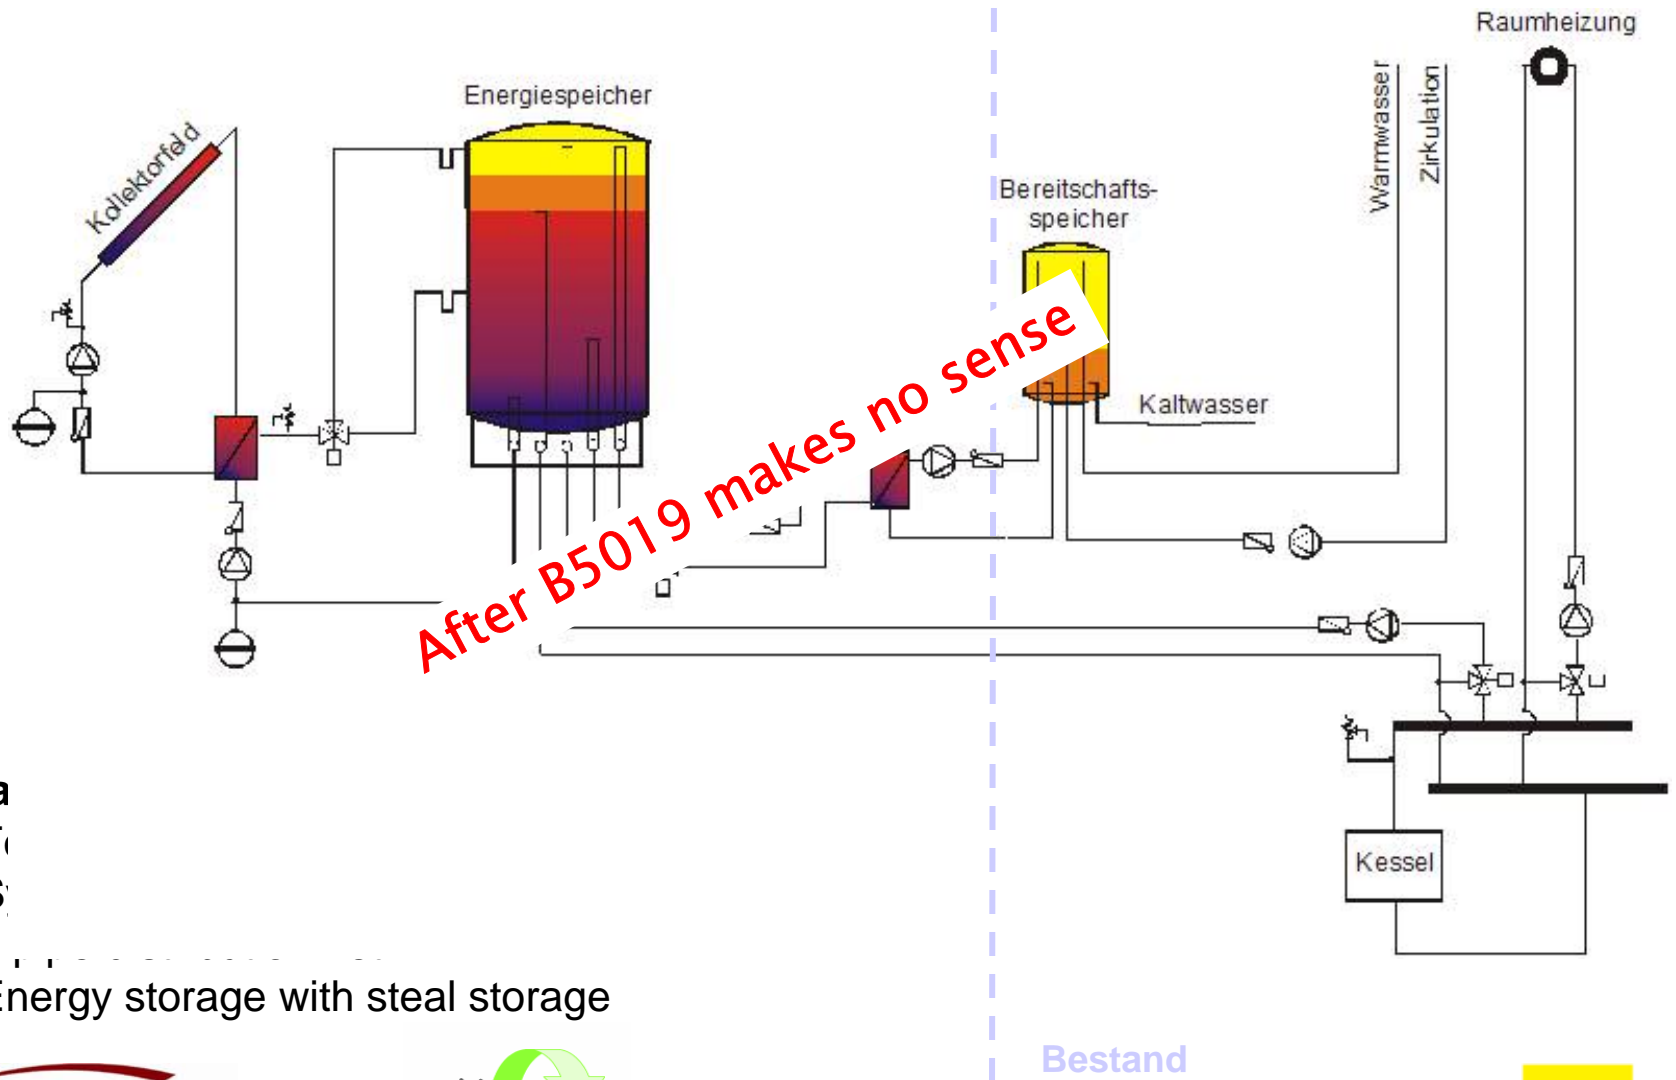 Raumheizung
Energiespeicher
Kollektorfeld
Warmwasser
Zirkulation
Bereitschafts-
speicher
Kaltwasser
After B5019 makes no sense
Kessel
Energy storage with steal storage
Bestand